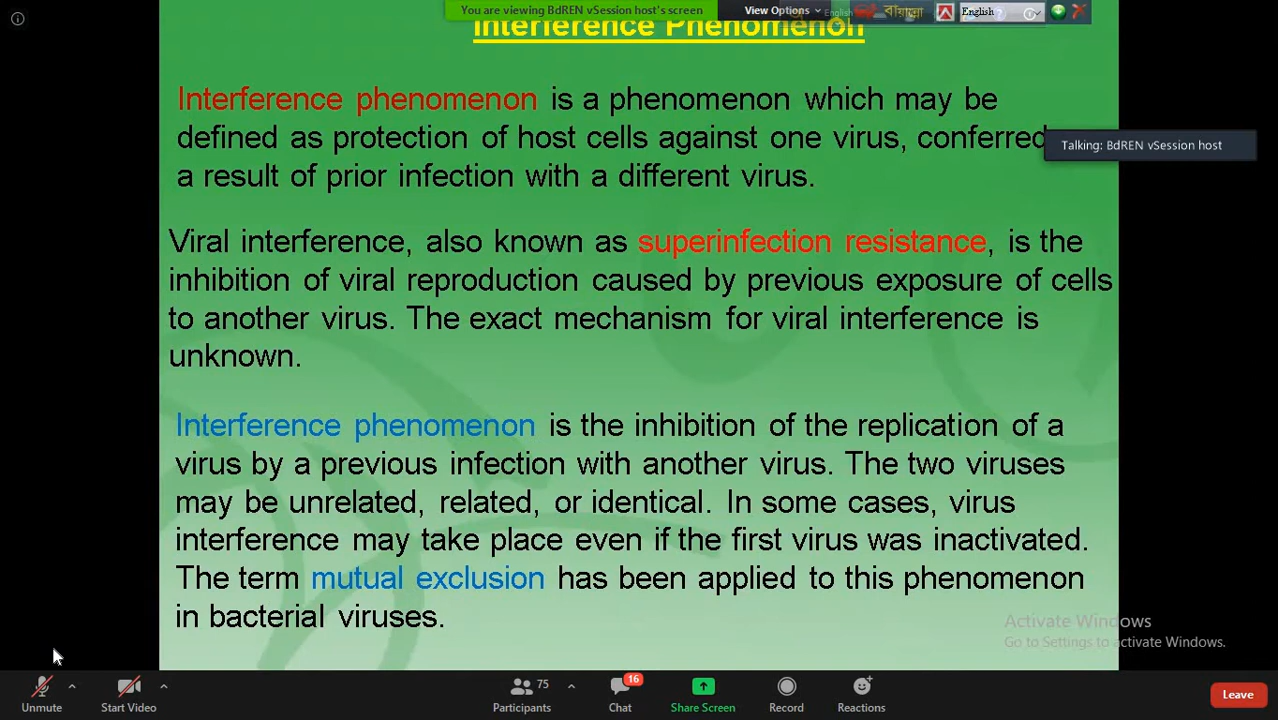 You are viewing BdREN vSession host's screen
View Options
English
English
Interference Phenomenon
Interference phenomenon is a phenomenon which may be
defined as protection of host cells against one virus, conferred
a result of prior infection with a different virus.
Talking: BdREN vSession host
Viral interference, also known as superinfection resistance, is the
inhibition of viral reproduction caused by previous exposure of cells
to another virus. The exact mechanism for viral interference is
unknown.
Interference phenomenon is the inhibition of the replication of a
virus by a previous infection with another virus. The two viruses
may be unrelated, related, or identical. In some cases, virus
interference may take place even if the first virus was inactivated.
The term mutual exclusion has been applied to this phenomenon
in bacterial viruses.
Activate Windows
Go to Settings to activate Windows.
Unmute
Start Video
75
Participants
16
Chat
Share Screen
Record
Reactions
Leave